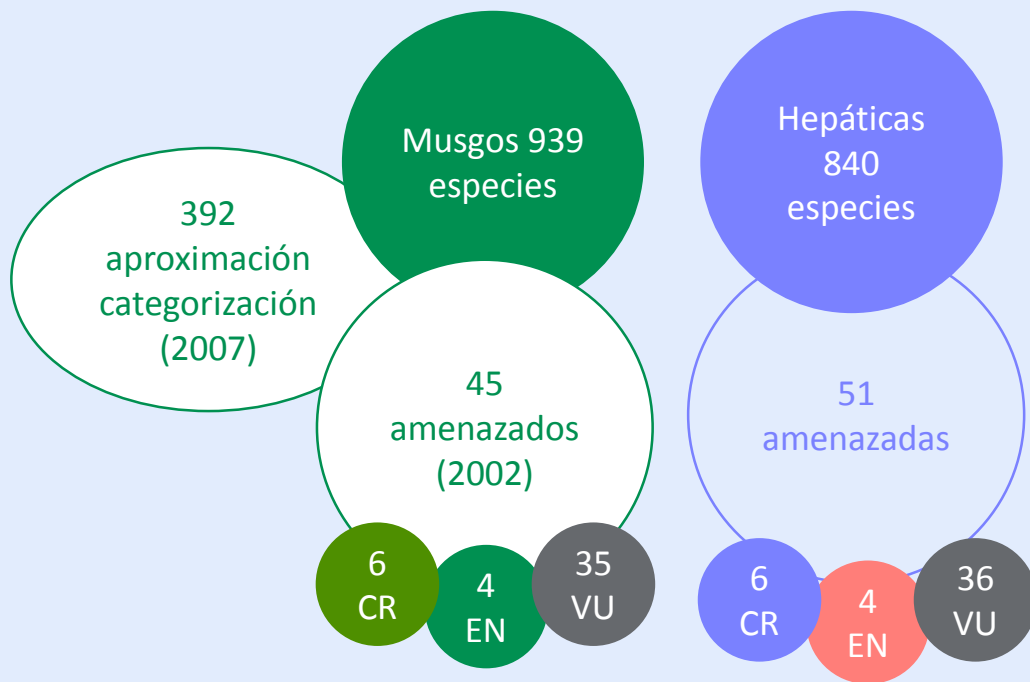 Musgos 939
especies
392
aproximación
categorización
(2007)
45
amenazados
(2002)
6
CR
4
EN
35
VU
Hepáticas
840
especies
51
amenazadas
6
CR
4
EN
36
VU